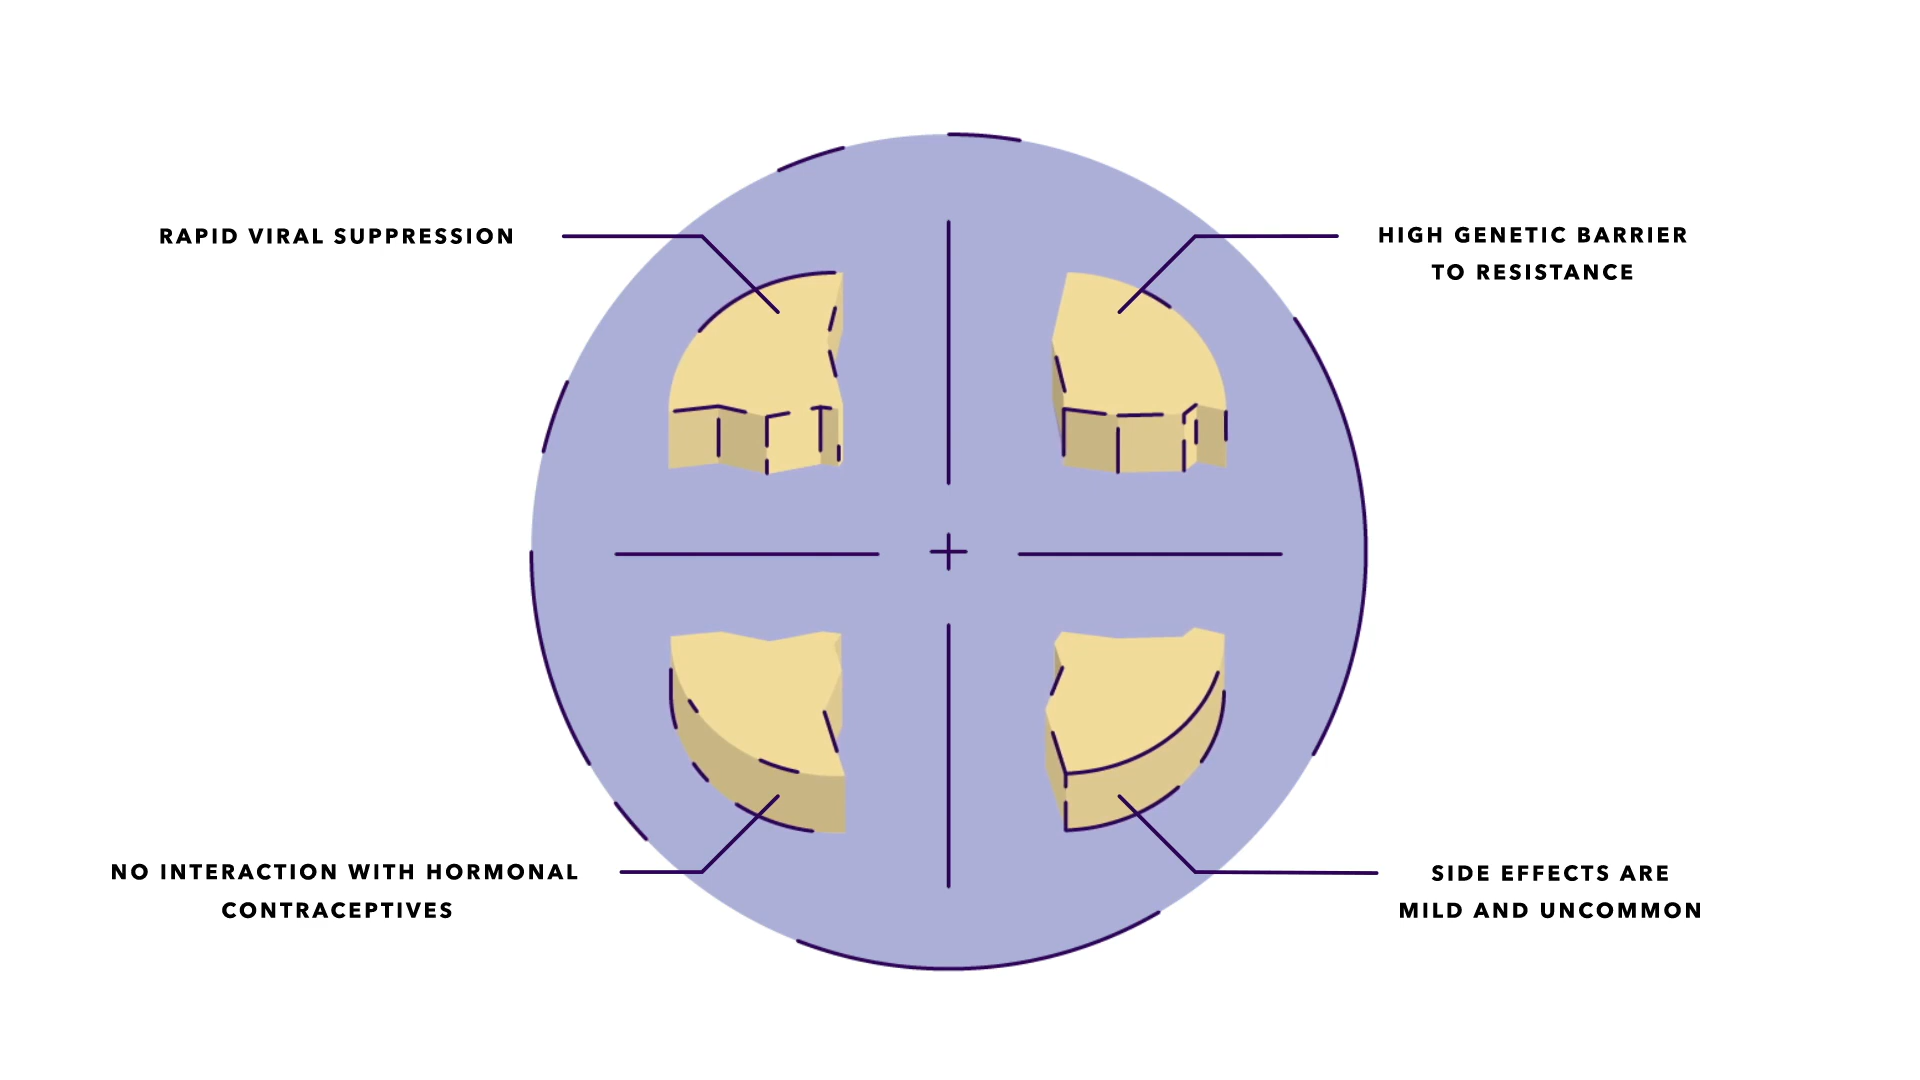 RAPID VIRAL SUPPRESSION
HIGH GENETIC BARRIER
TO RESISTANCE
NO INTERACTION WITH HORMONAL
CONTRACEPTIVES
SIDE EFFECTS ARE
MILD AND UNCOMMON